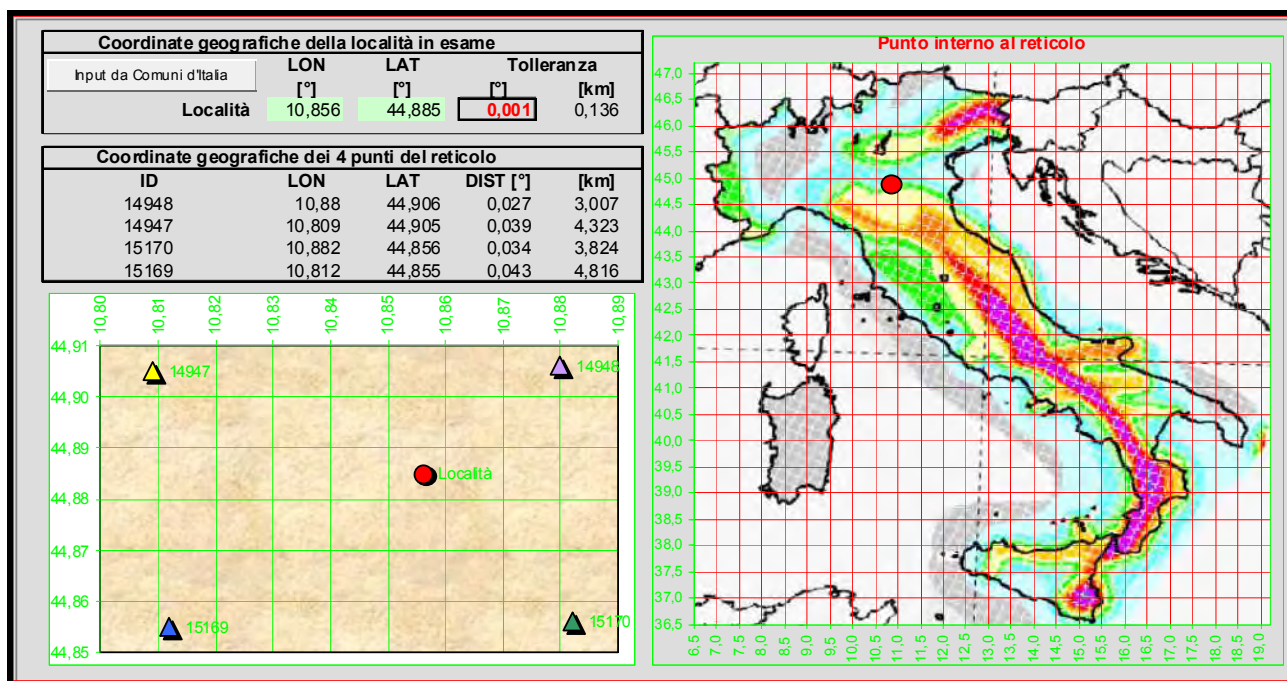 Coordinate geografiche della località in esame
Input da Comuni d'Italia
LON LAT Tolleranza
[°] [°] [°] [km]
Località 10,856 44,885 0,001 0,136
Coordinate geografiche dei 4 punti del reticolo
ID LON LAT DIST [°] [km]
14948 10,88 44,906 0,027 3,007
14947 10,809 44,905 0,039 4,323
15170 10,882 44,856 0,034 3,824
15169 10,812 44,855 0,043 4,816
10,80 10,81 10,82 10,83 10,84 10,85 10,86 10,87 10,88 10,89
44,91
44,90
44,89
44,88
44,87
44,86
44,85
14947
14948
Località
15169
15170
Punto interno al reticolo
47,0
46,5
46,0
45,5
45,0
44,5
44,0
43,5
43,0
42,5
42,0
41,5
41,0
40,5
40,0
39,5
39,0
38,5
38,0
37,5
37,0
36,5
6,5 7,0 7,5 8,0 8,5 9,0 9,5 10,0 10,5 11,0 11,5 12,0 12,5 13,0 13,5 14,0 14,5 15,0 15,5 16,0 16,5 17,0 17,5 18,0 18,5 19,0